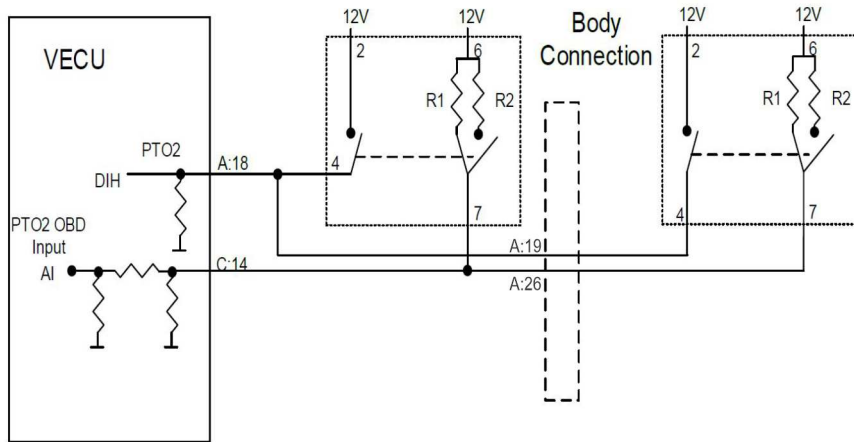 VECU
PTO2
DIH
PTO2 OBD
Input
AI
A:18
C:14
12V
12V
2
6
R1
R2
4
7
Body
Connection
A:19
A:26
12V
12V
2
6
R1
R2
4
7